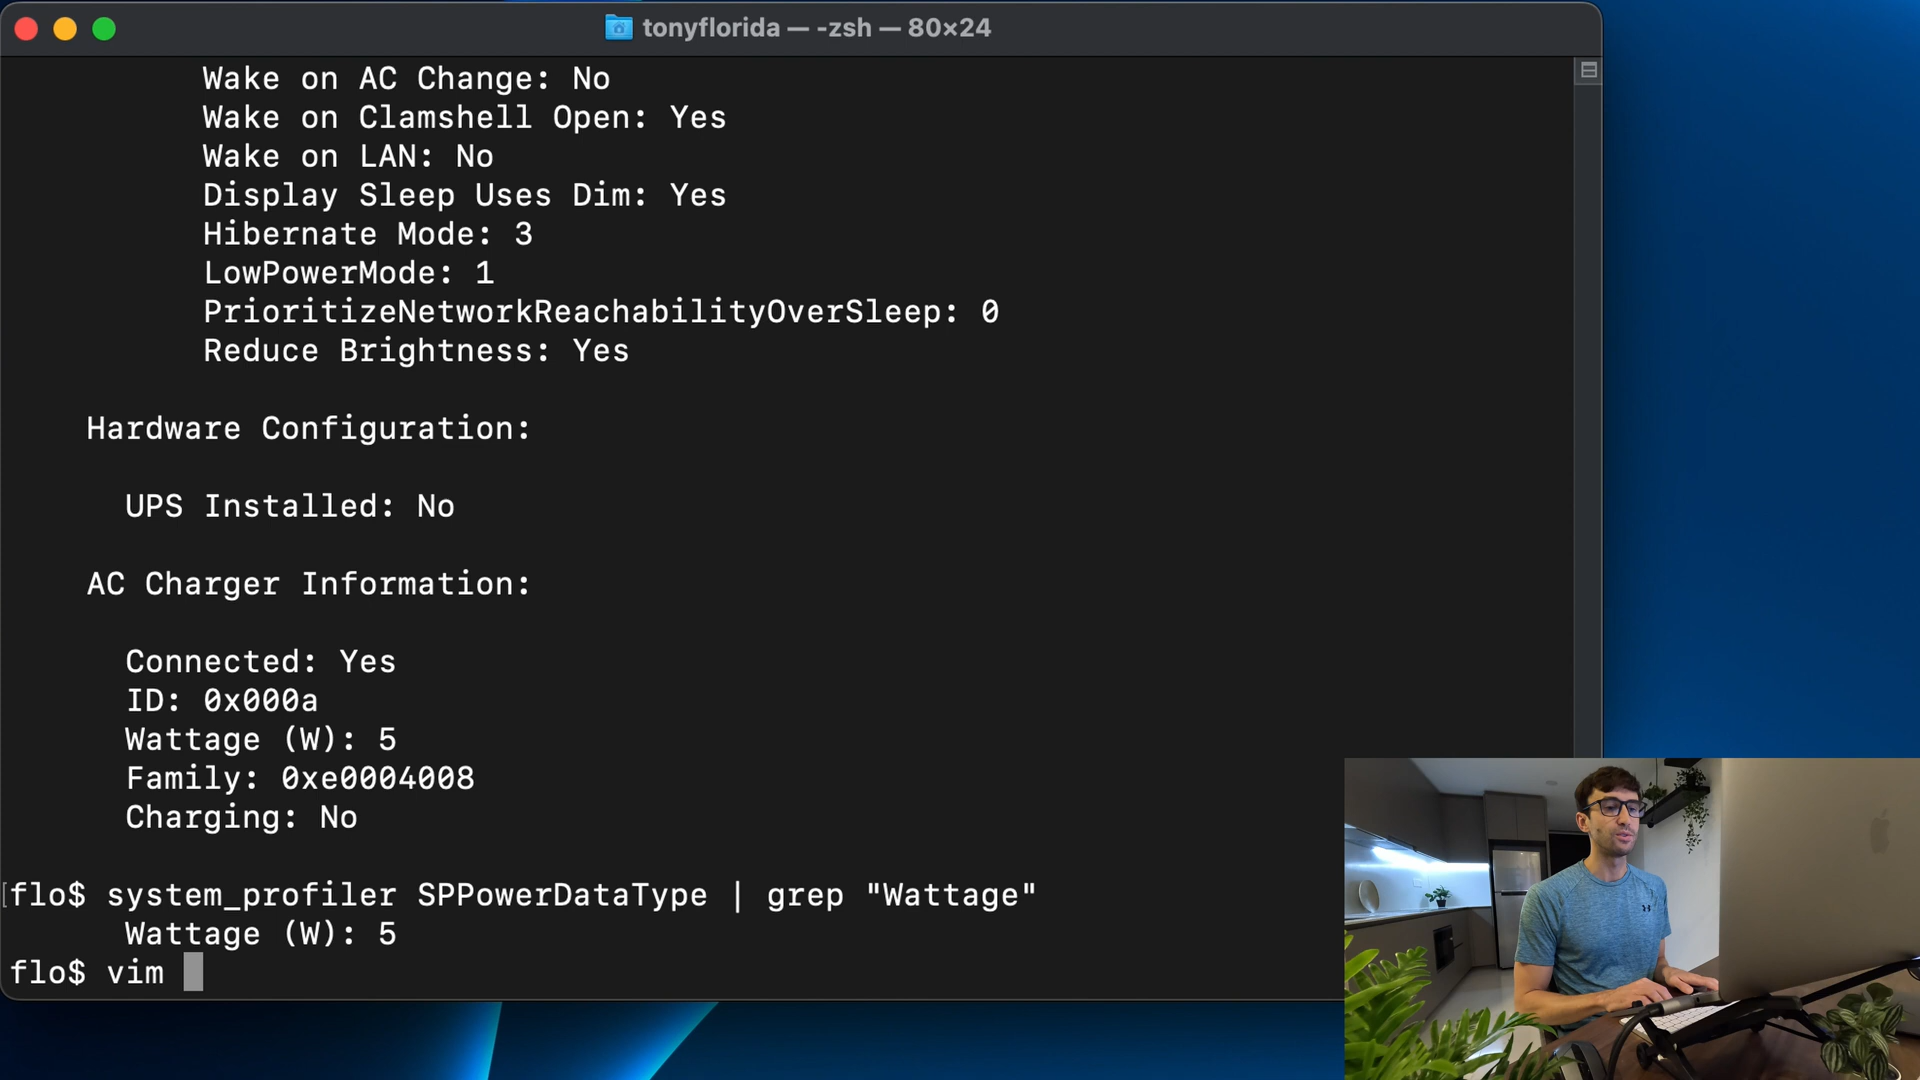 tonyflorida — -zsh — 80×24
Wake on AC Change: No
Wake on Clamshell Open: Yes
Wake on LAN: No
Display Sleep Uses Dim: Yes
Hibernate Mode: 3
LowPowerMode: 1
PrioritizeNetworkReachabilityOverSleep: 0
Reduce Brightness: Yes
Hardware Configuration:
UPS Installed: No
AC Charger Information:
Connected: Yes
ID: 0x000a
Wattage (W): 5
Family: 0xe0004008
Charging: No
[flo$ system_profiler SPPowerDataType | grep "Wattage"
Wattage (W): 5
flo$ vim